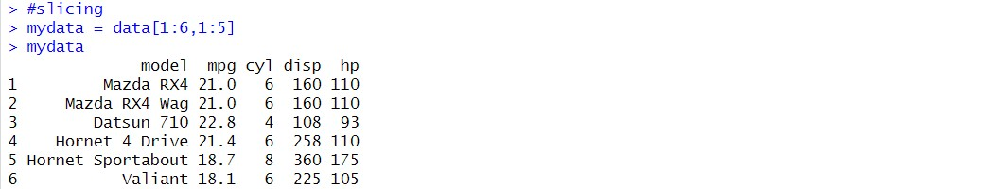 > #slicing
> mydata = data[1:6,1:5]
> mydata
              model  mpg cyl disp  hp
1         Mazda RX4 21.0   6  160 110
2     Mazda RX4 Wag 21.0   6  160 110
3        Datsun 710 22.8   4  108  93
4    Hornet 4 Drive 21.4   6  258 110
5 Hornet Sportabout 18.7   8  360 175
6           Valiant 18.1   6  225 105